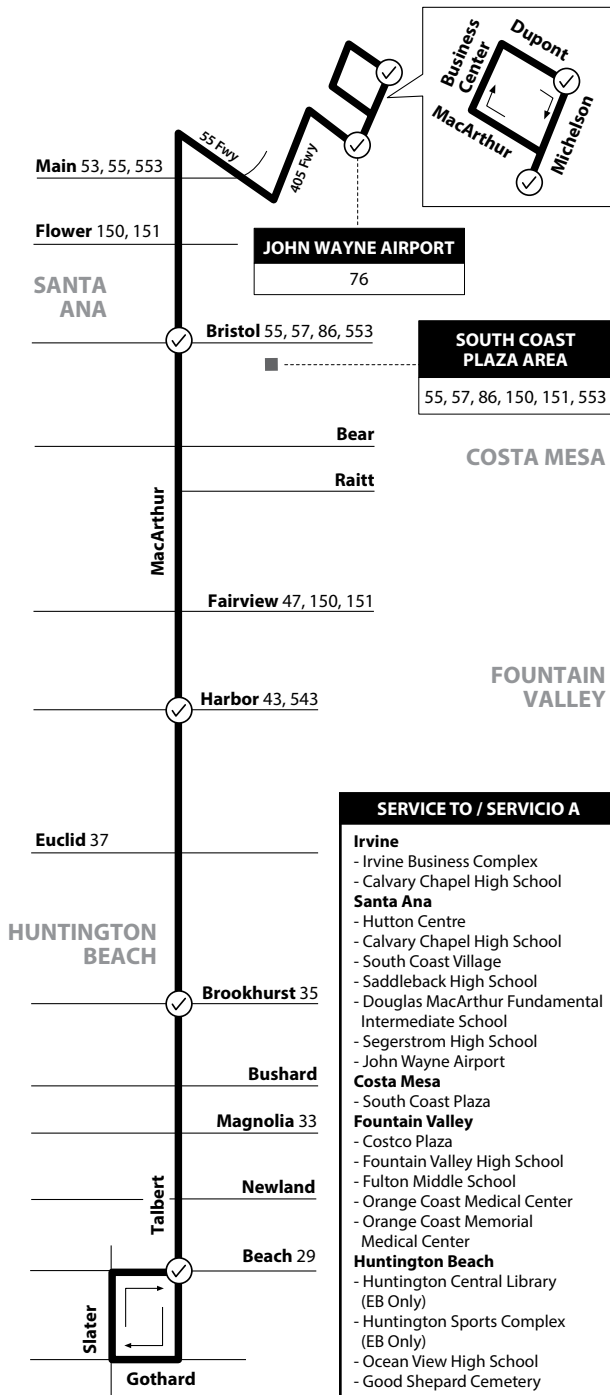 Dupont
Business
Center
MacArthur
Michelson
55 Fwy
405 Fwy
Main 53, 55, 553
Flower 150, 151
JOHN WAYNE AIRPORT
76
SANTA
ANA
Bristol 55, 57, 86, 553
SOUTH COAST
PLAZA AREA
55, 57, 86, 150, 151, 553
Bear
COSTA MESA
Raitt
MacArthur
Fairview 47, 150, 151
FOUNTAIN
VALLEY
Harbor 43, 543
Euclid 37
HUNTINGTON
BEACH
Brookhurst 35
Bushard
Magnolia 33
Talbert
Newland
Beach 29
Slater
Gothard
SERVICE TO / SERVICIO A
Irvine
- Irvine Business Complex
- Calvary Chapel High School
Santa Ana
- Hutton Centre
- Calvary Chapel High School
- South Coast Village
- Saddleback High School
- Douglas MacArthur Fundamental
Intermediate School
- Segerstrom High School
- John Wayne Airport
Costa Mesa
- South Coast Plaza
Fountain Valley
- Costco Plaza
- Fountain Valley High School
- Fulton Middle School
- Orange Coast Medical Center
- Orange Coast Memorial
Medical Center
Huntington Beach
- Huntington Central Library
(EB Only)
- Huntington Sports Complex
(EB Only)
- Ocean View High School
- Good Shepard Cemetery